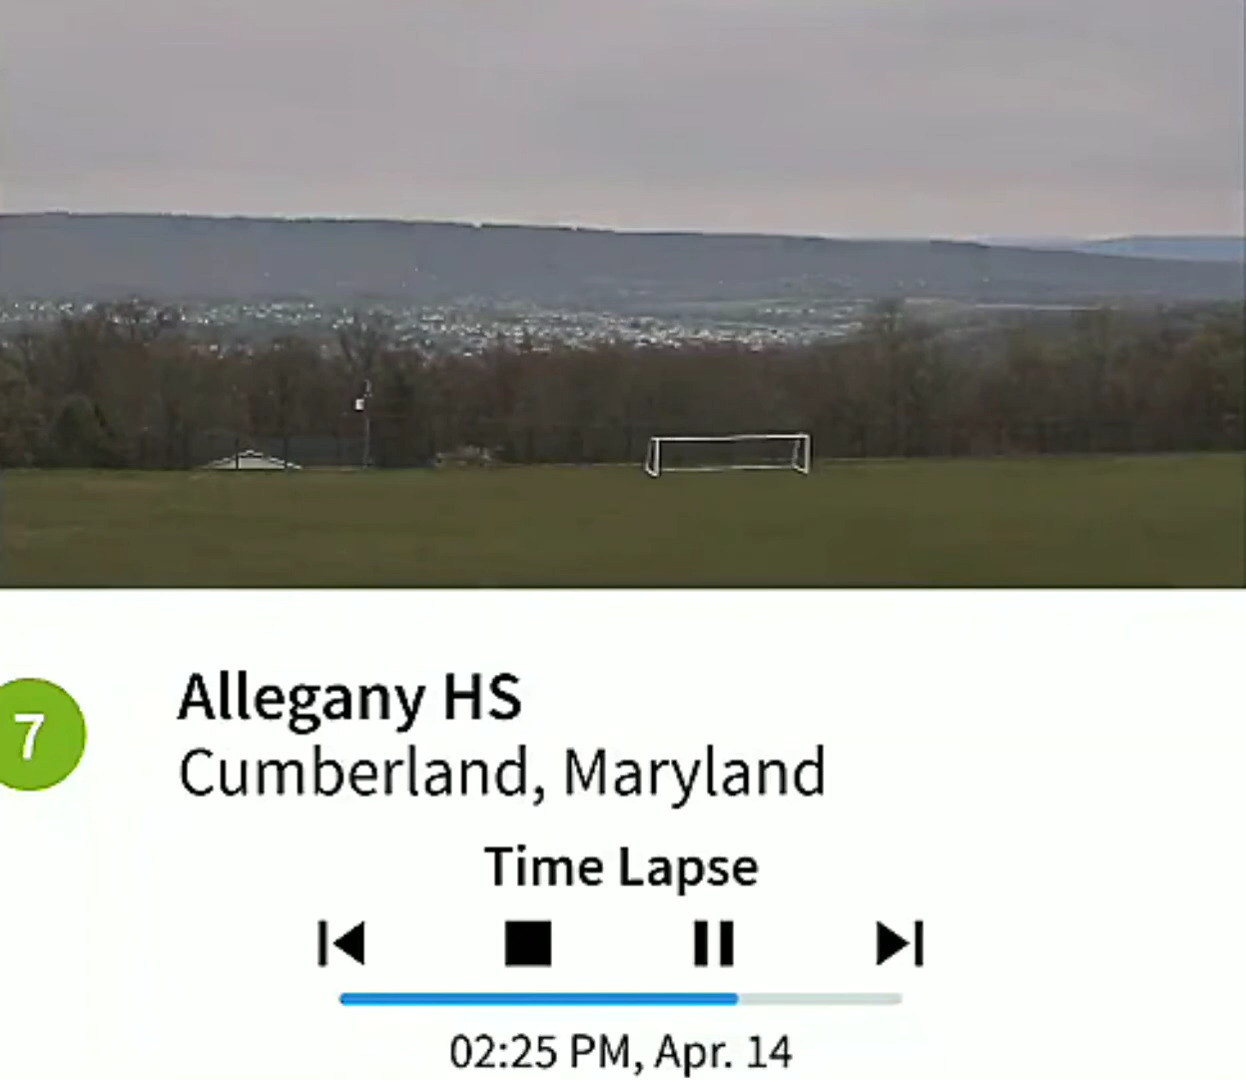 7
Allegany HS
Cumberland, Maryland
Time Lapse
02:25 PM, Apr. 14